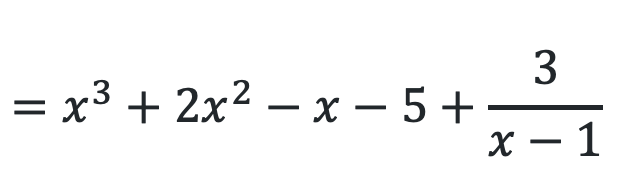 = x³ + 2x² − x − 5 + 3/(x − 1)